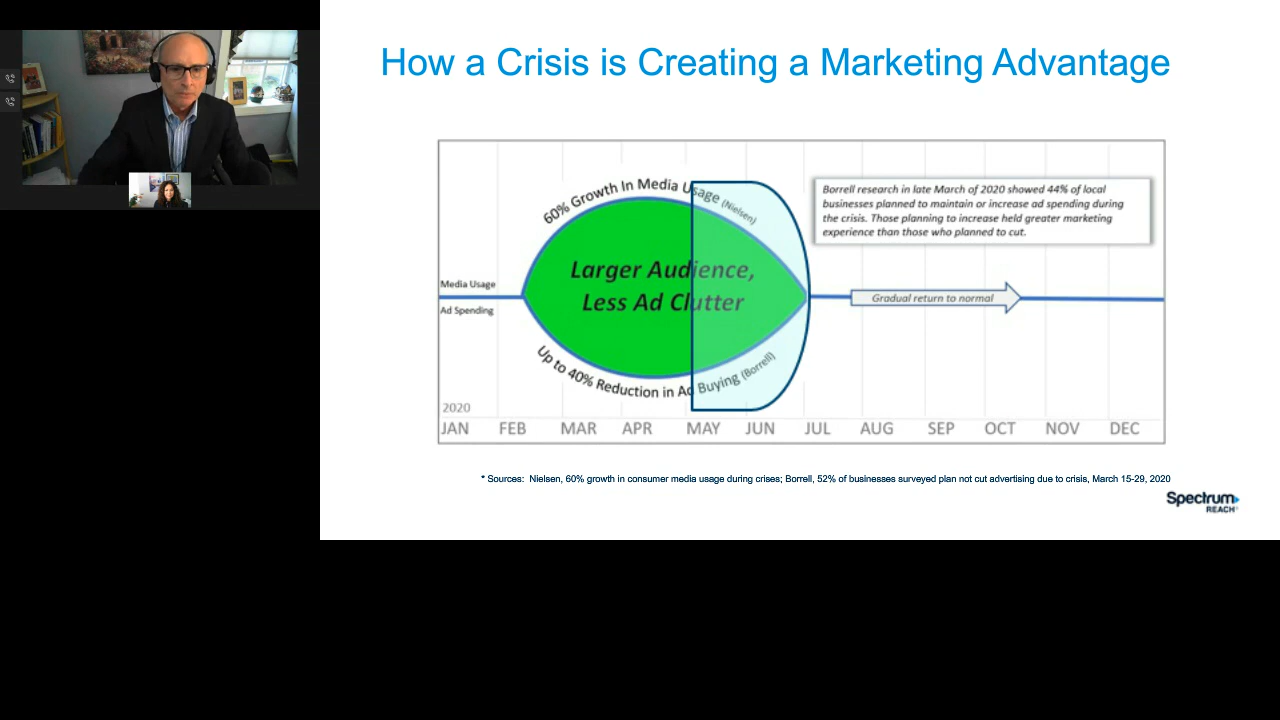 How a Crisis is Creating a Marketing Advantage
60% Growth In Media Usage (Nielsen)
Borrell research in late March of 2020 showed 44% of local
businesses planned to maintain or increase ad spending during
the crisis. Those planning to increase held greater marketing
experience than those who planned to cut.
Larger Audience,
Less Ad Clutter
Media Usage
Ad Spending
Gradual return to normal
Up to 40% Reduction in Ad Buying (Borrell)
2020
JAN FEB MAR APR MAY JUN JUL AUG SEP OCT NOV DEC
* Sources: Nielsen, 60% growth in consumer media usage during crises; Borrell, 52% of businesses surveyed plan not cut advertising due to crisis, March 15-29, 2020
Spectrum
REACH